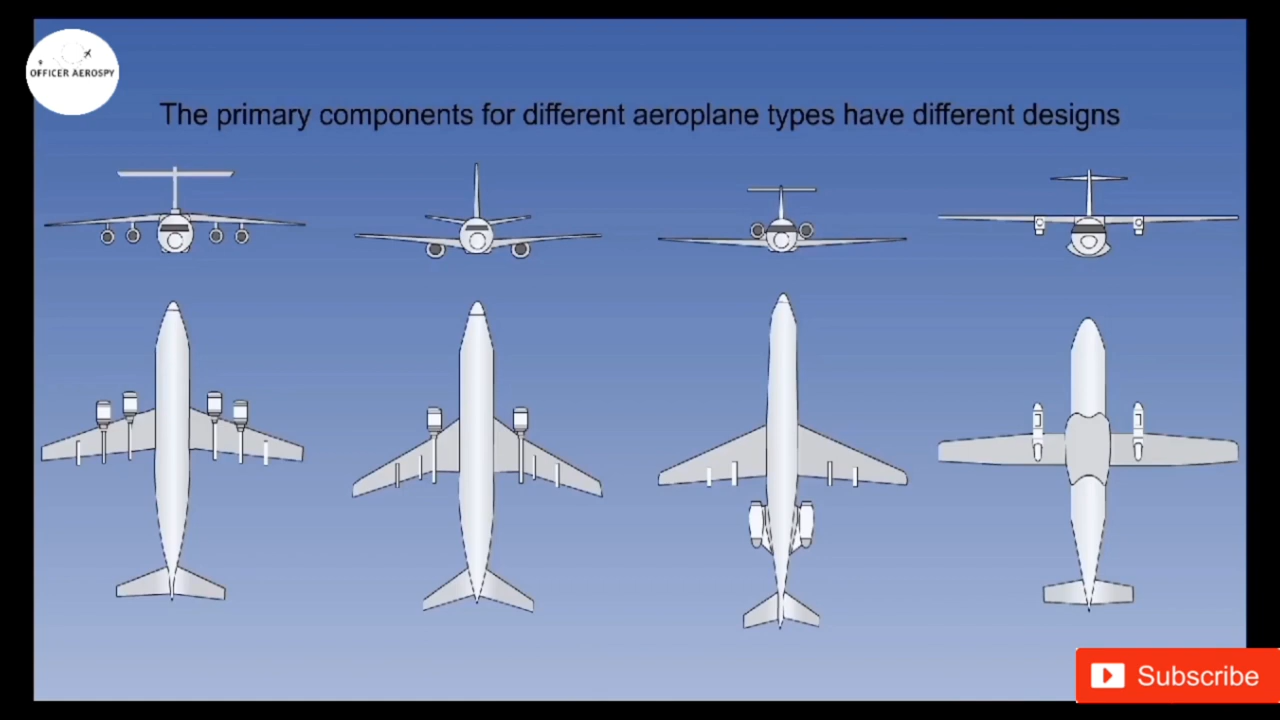 OFFICER AEROSPY
The primary components for different aeroplane types have different designs
Subscribe